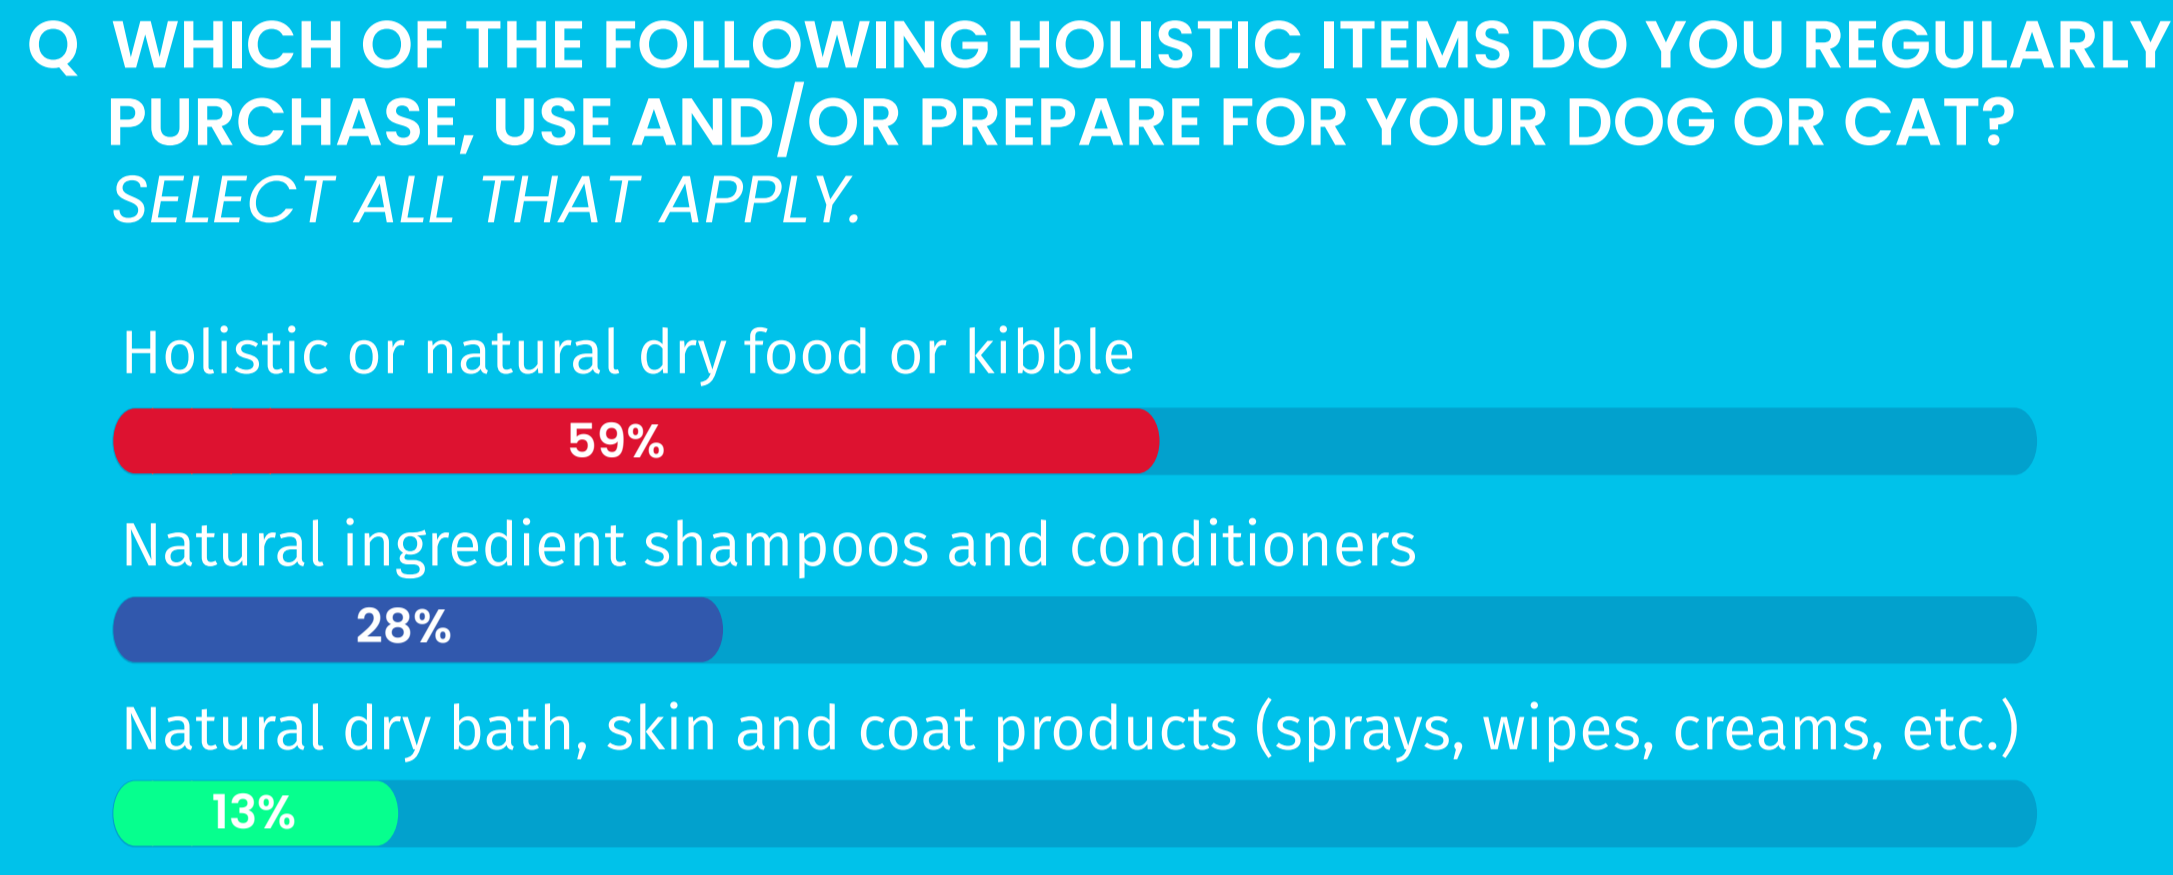 Q WHICH OF THE FOLLOWING HOLISTIC ITEMS DO YOU REGULARLY
PURCHASE, USE AND/OR PREPARE FOR YOUR DOG OR CAT?
SELECT ALL THAT APPLY.
Holistic or natural dry food or kibble
59%
Natural ingredient shampoos and conditioners
28%
Natural dry bath, skin and coat products (sprays, wipes, creams, etc.)
13%